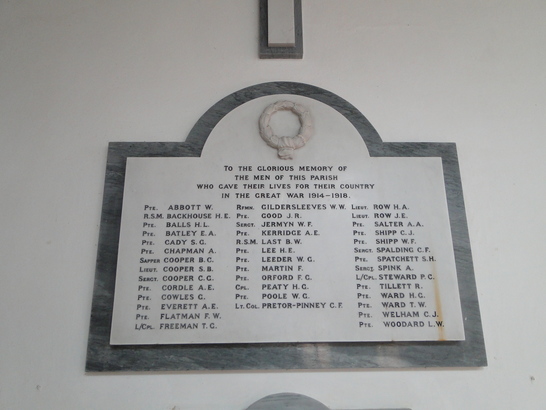 TO THE GLORIOUS MEMORY OF
THE MEN OF THIS PARISH
WHO GAVE THEIR LIVES FOR THEIR COUNTRY
IN THE GREAT WAR 1914-1918.
PTE. ABBOTT W.
R.S.M. BACKHOUSE H.E.
PTE. BALLS H.L.
PTE. BATLEY E.A.
PTE. CADY S.G.
PTE. CHAPMAN A.
SAPPER COOPER B.C.
LIEUT. COOPER S.B.
SERGT. COOPER C.G.
PTE. CORDLE A.E.
PTE. COWLES G.
PTE. EVERETT A.E.
PTE. FLATMAN F.W.
L/CPL. FREEMAN T.G.
RFMN. GILDERSLEEVES W.W.
PTE. GOOD J.R.
SERGT. JERMYN W.F.
PTE. KERRIDGE A.E.
R.S.M. LAST B.W.
PTE. LEE H.E.
PTE. LEEDER W.G.
PTE. MARTIN F.
PTE. ORFORD F.G.
CPL. PEATY H.G.
PTE. POOLE W.G.
LT. COL. PRETOR-PINNEY C.F.
LIEUT. ROW H.A.
LIEUT. ROW J.E.
PTE. SALTER A.A.
PTE. SHIPP C.J.
PTE. SHIPP W.F.
SERGT. SPALDING C.F.
PTE. SPATCHETT S.H.
SERGT. SPINK A.
L/CPL. STEWARD P.C.
PTE. TILLETT R.
PTE. WARD H.G.
PTE. WARD T.W.
PTE. WELHAM C.J.
PTE. WOODARD L.W.